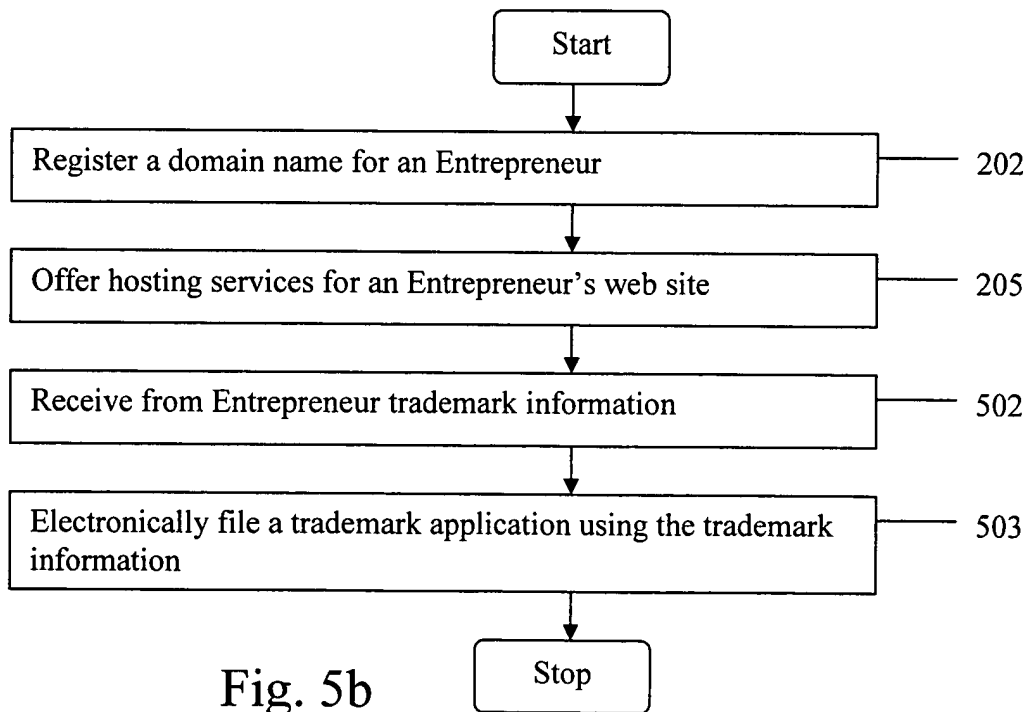 Start
Register a domain name for an Entrepreneur
202
Offer hosting services for an Entrepreneur’s web site
205
Receive from Entrepreneur trademark information
502
Electronically file a trademark application using the trademark
information
503
Stop
Fig. 5b